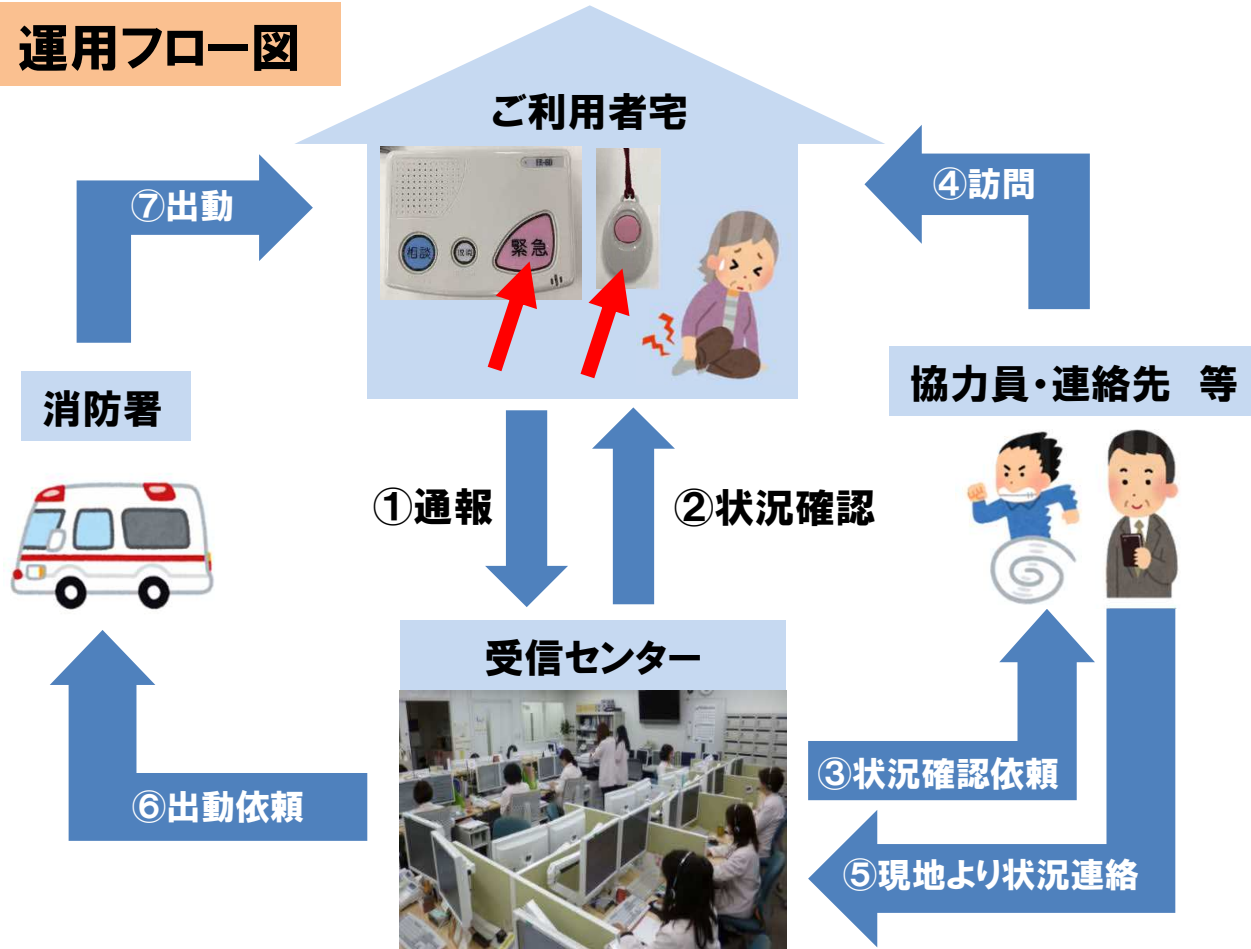 運用フロー図
ご利用者宅
相談
緊急
⑦出動
④訪問
消防署
協力員・連絡先　等
①通報
②状況確認
受信センター
③状況確認依頼
⑥出動依頼
⑤現地より状況連絡